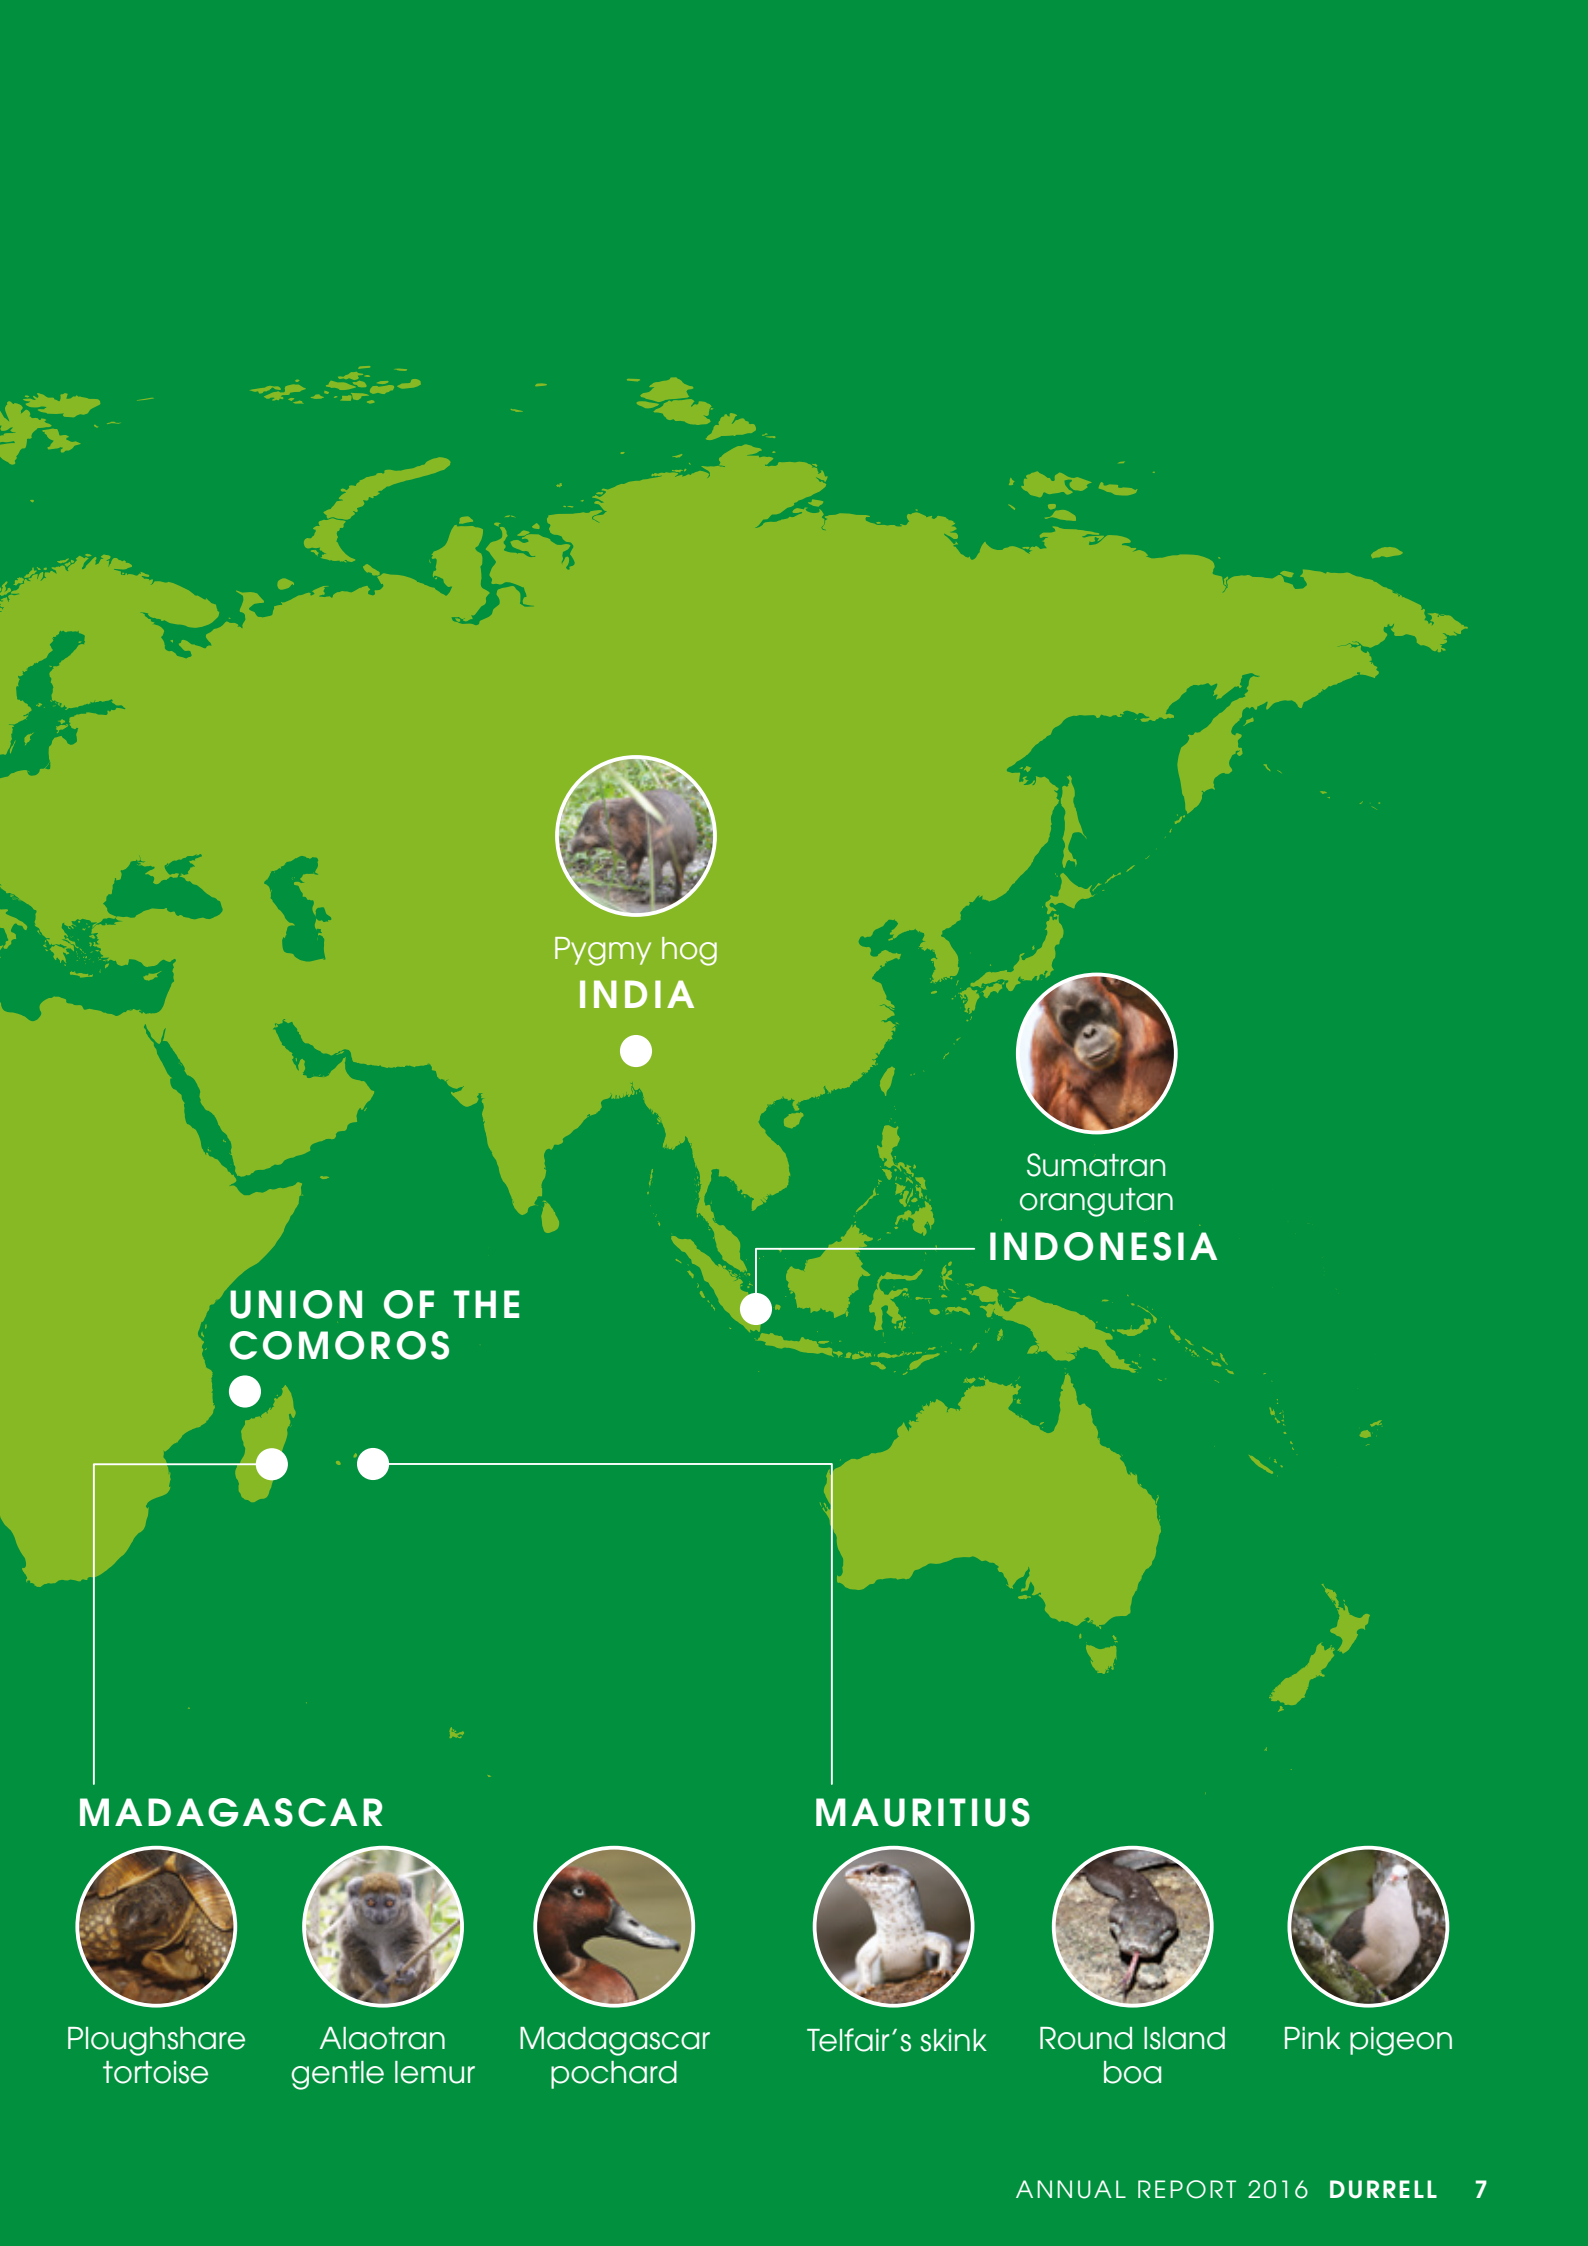 Pygmy hog
INDIA
Sumatran
orangutan
INDONESIA
UNION OF THE
COMOROS
MADAGASCAR
Ploughshare
tortoise
Alaotran
gentle lemur
Madagascar
pochard
MAURITIUS
Telfair’s skink
Round Island
boa
Pink pigeon
ANNUAL REPORT 2016 DURRELL 7